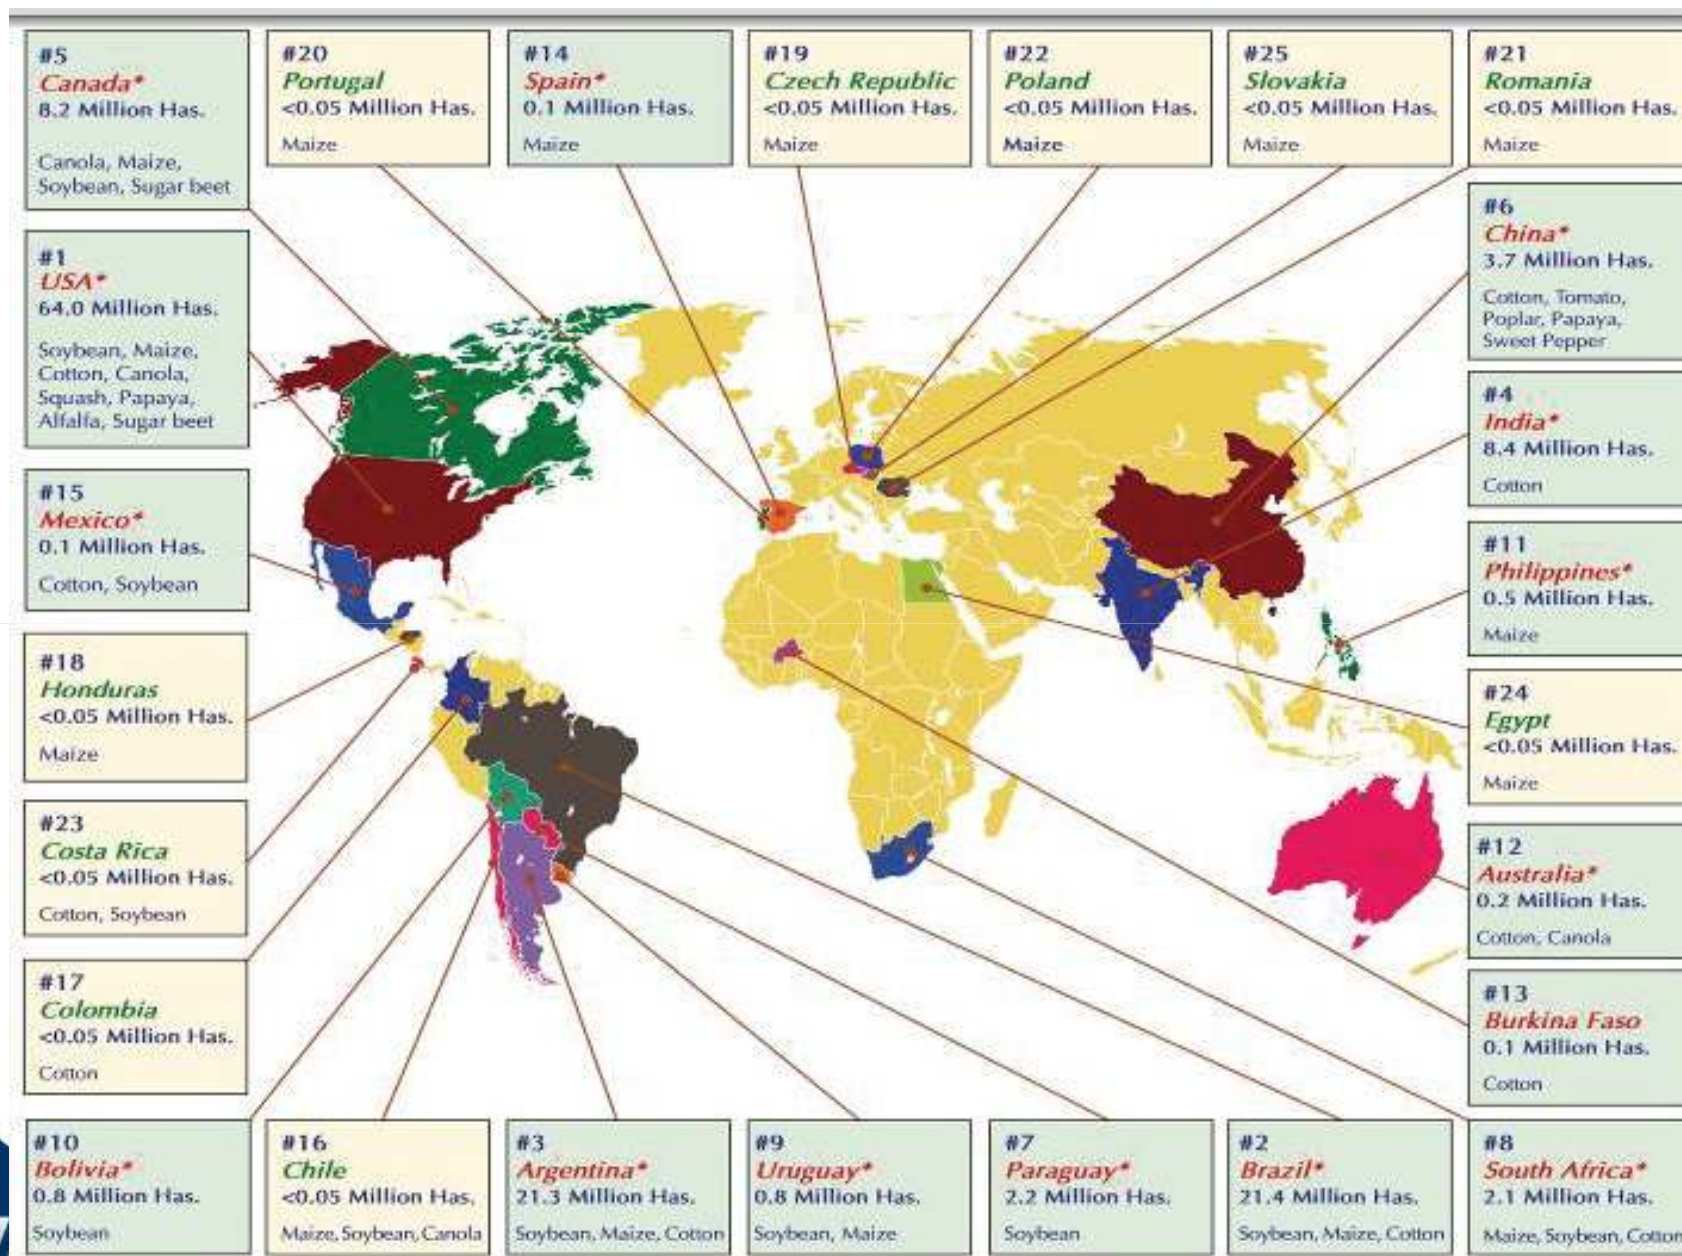 #5
Canada*
8.2 Million Has.
Canola, Maize,
Soybean, Sugar beet
#20
Portugal
<0.05 Million Has.
Maize
#14
Spain*
0.1 Million Has.
Maize
#19
Czech Republic
<0.05 Million Has.
Maize
#22
Poland
<0.05 Million Has.
Maize
#25
Slovakia
<0.05 Million Has.
Maize
#21
Romania
<0.05 Million Has.
Maize
#1
USA*
64.0 Million Has.
Soybean, Maize,
Cotton, Canola,
Squash, Papaya,
Alfalfa, Sugar beet
#6
China*
3.7 Million Has.
Cotton, Tomato,
Poplar, Papaya,
Sweet Pepper
#4
India*
8.4 Million Has.
Cotton
#15
Mexico*
0.1 Million Has.
Cotton, Soybean
#11
Philippines*
0.5 Million Has.
Maize
#18
Honduras
<0.05 Million Has.
Maize
#24
Egypt
<0.05 Million Has.
Maize
#23
Costa Rica
<0.05 Million Has.
Cotton, Soybean
#12
Australia*
0.2 Million Has.
Cotton, Canola
#17
Colombia
<0.05 Million Has.
Cotton
#13
Burkina Faso
0.1 Million Has.
Cotton
#10
Bolivia*
0.8 Million Has.
Soybean
#16
Chile
<0.05 Million Has.
Maize, Soybean, Canola
#3
Argentina*
21.3 Million Has.
Soybean, Maize, Cotton
#9
Uruguay*
0.8 Million Has.
Soybean, Maize
#7
Paraguay*
2.2 Million Has.
Soybean
#2
Brazil*
21.4 Million Has.
Soybean, Maize, Cotton
#8
South Africa*
2.1 Million Has.
Maize, Soybean, Cotton